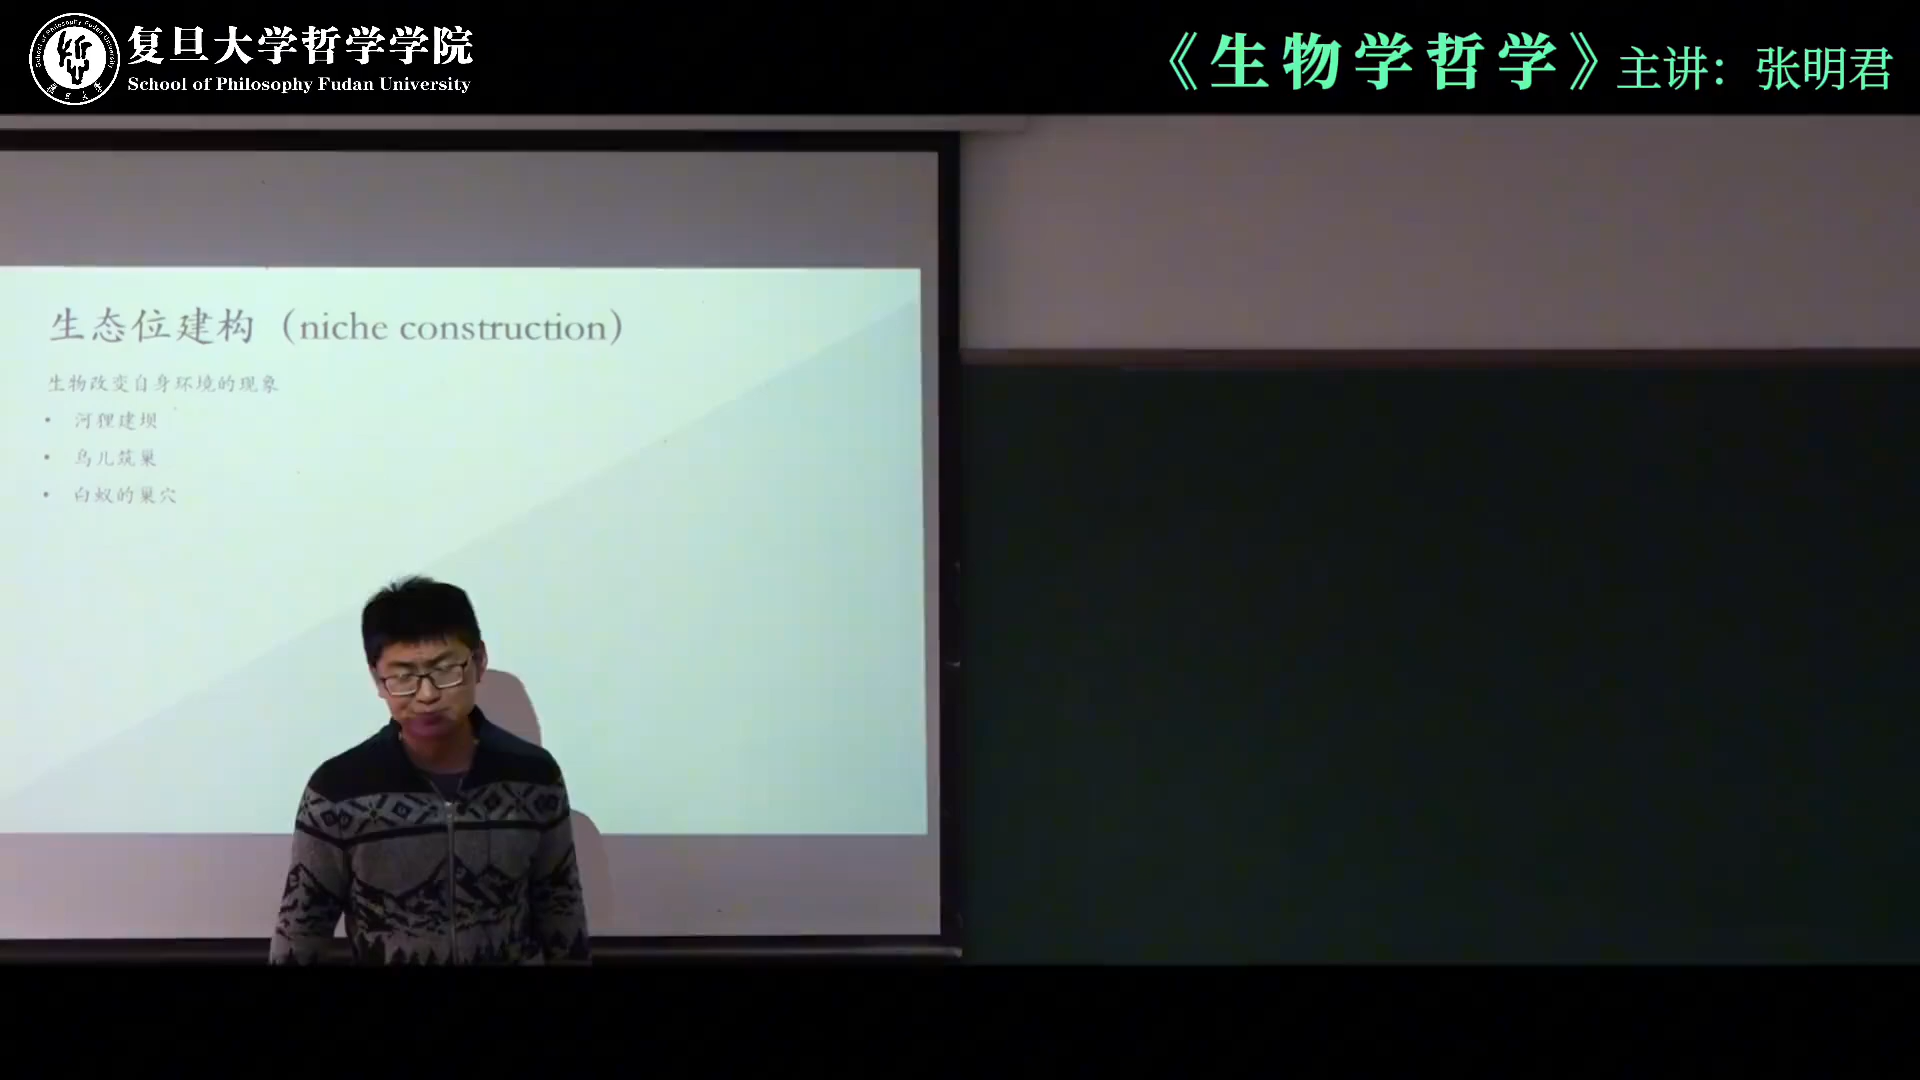 复旦大学哲学学院
School of Philosophy Fudan University
《生物学哲学》主讲：张明君
生态位建构（niche construction）
生物改变自身环境的现象
• 河狸建坝
• 鸟儿筑巢
• 白蚁的巢穴